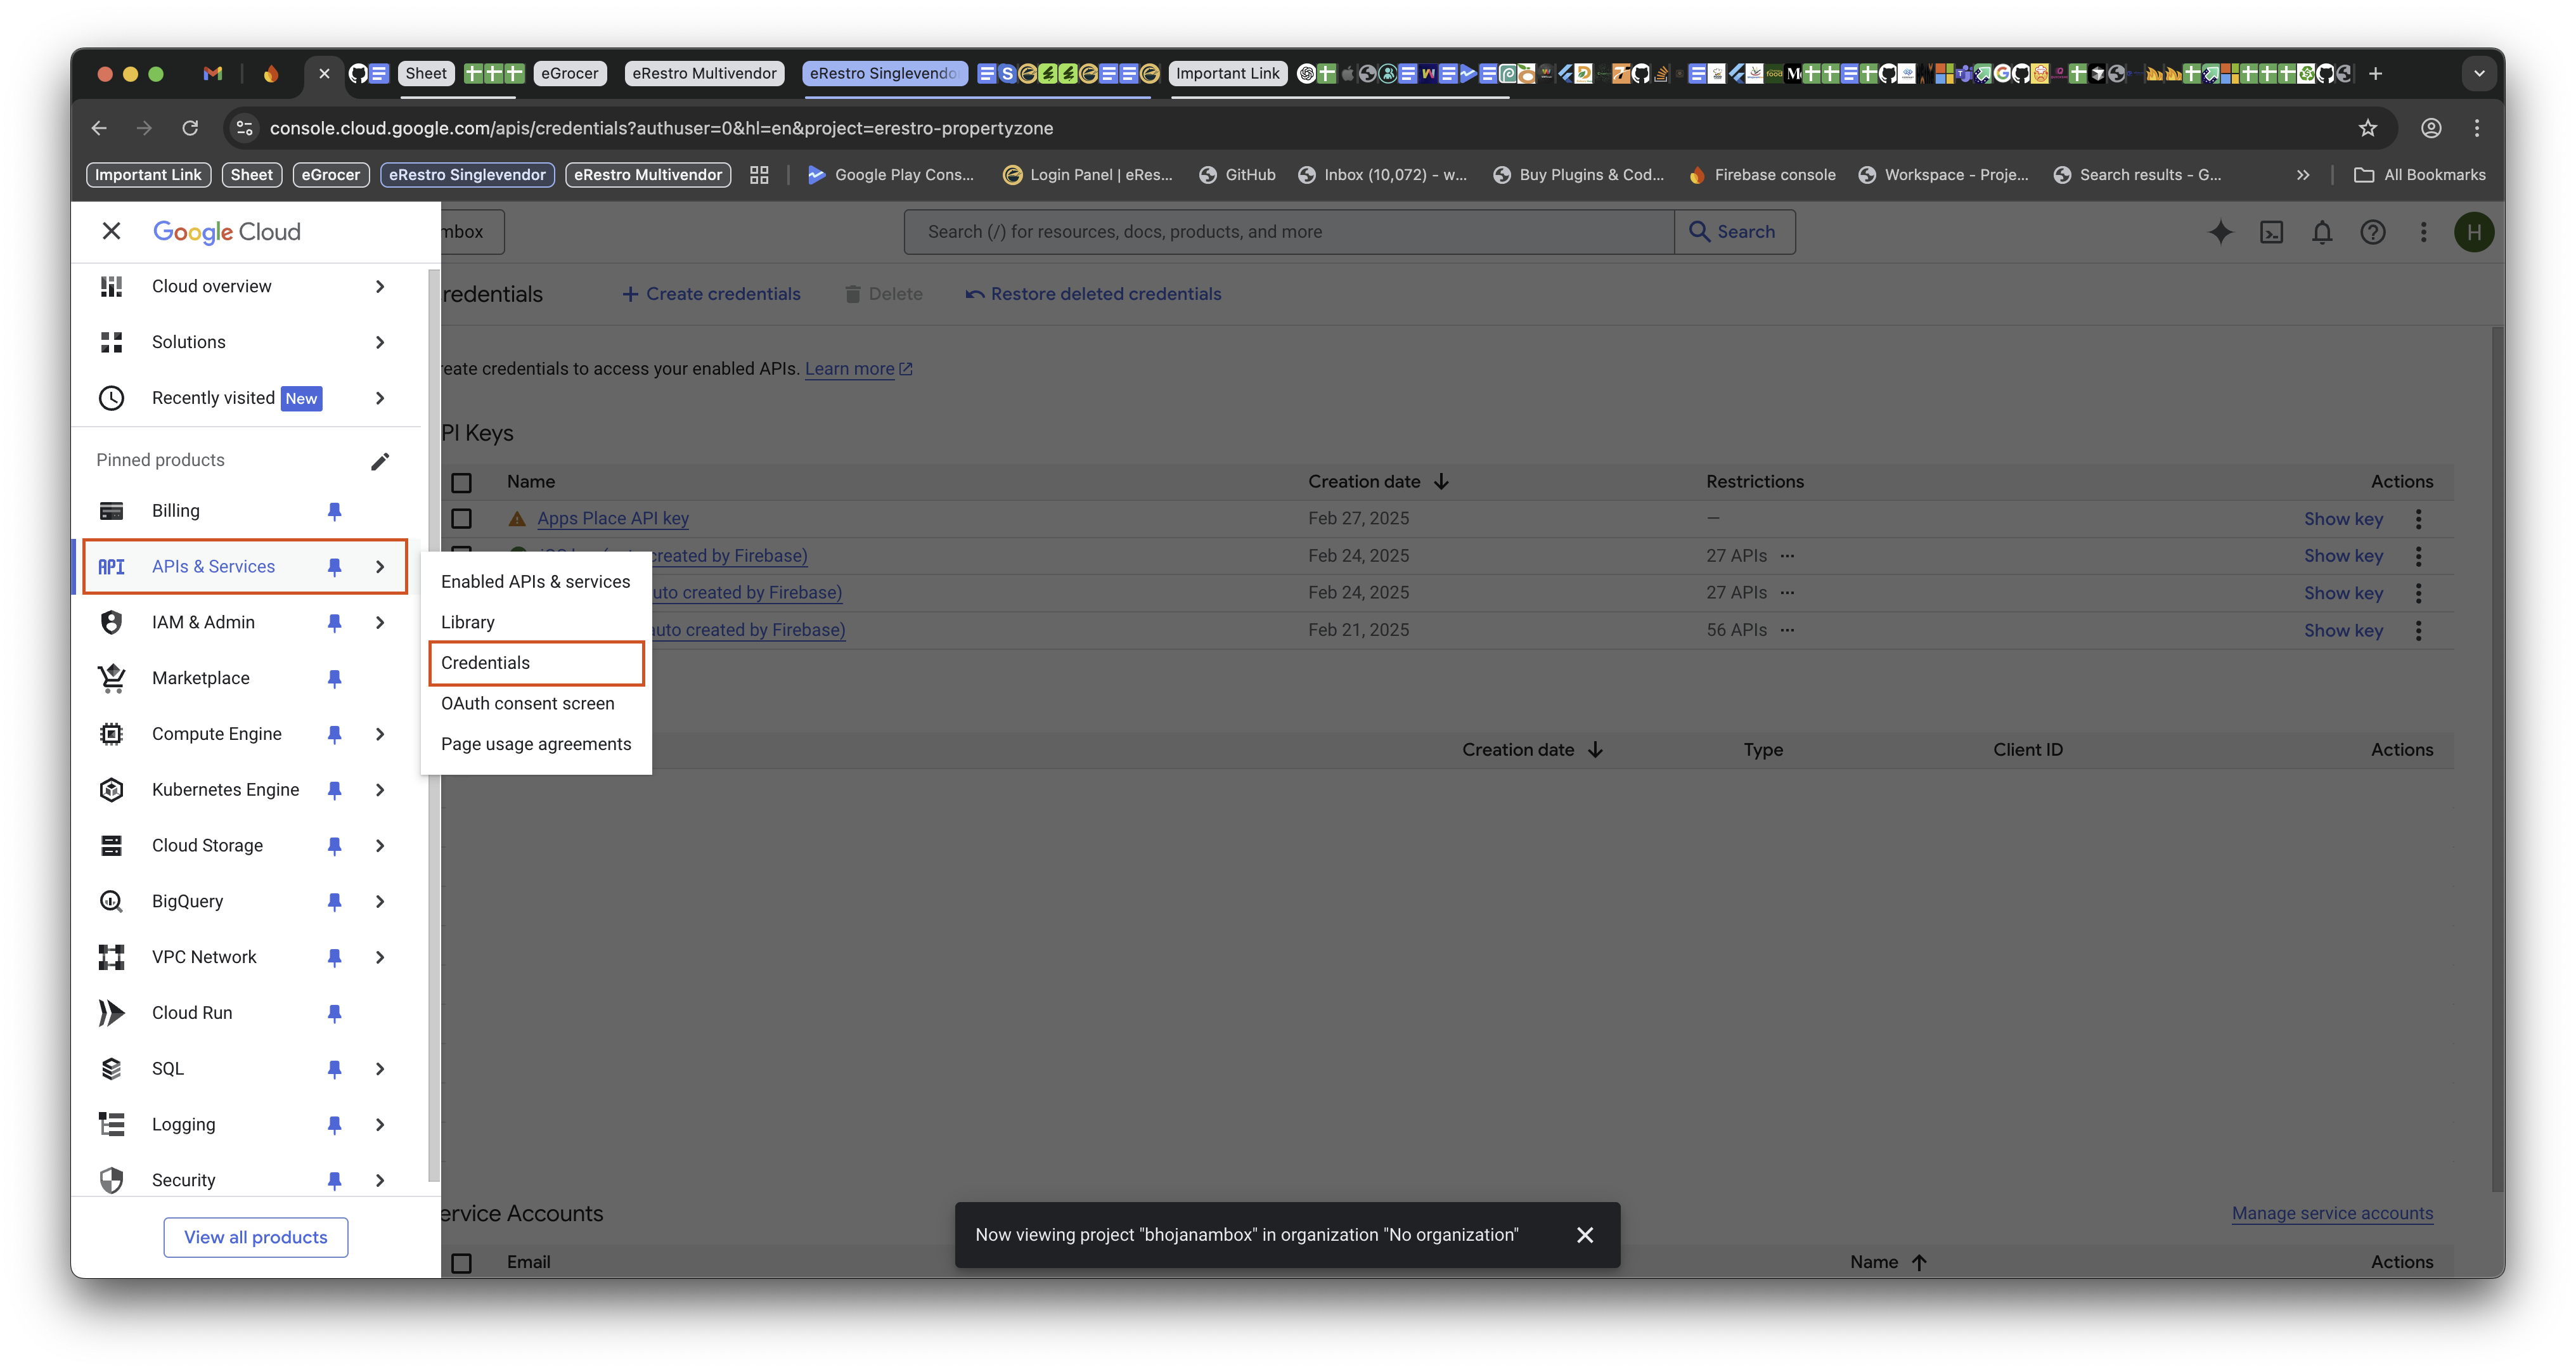 Sheet
eGrocer
eRestro Multivendor
eRestro Singlevendo
Important Link
console.cloud.google.com/apis/credentials?authuser=0&hl=en&project=erestro-propertyzone
Important Link
Sheet
eGrocer
eRestro Singlevendor
eRestro Multivendor
Google Play Cons...
Login Panel | eRes...
GitHub
Inbox (10,072) - w...
Buy Plugins & Cod...
Firebase console
Workspace - Proje...
Search results - G...
All Bookmarks
Google Cloud
mbox
Search (/) for resources, docs, products, and more
Search
H
Cloud overview
Solutions
Recently visited New
Pinned products
Billing
API APIs & Services
IAM & Admin
Marketplace
Compute Engine
Kubernetes Engine
Cloud Storage
BigQuery
VPC Network
Cloud Run
SQL
Logging
Security
View all products
Enabled APIs & services
Library
Credentials
OAuth consent screen
Page usage agreements
redentials
Create credentials
Delete
Restore deleted credentials
reate credentials to access your enabled APIs. Learn more
PI Keys
Name Creation date Restrictions Actions
Apps Place API key Feb 27, 2025 — Show key
created by Firebase) Feb 24, 2025 27 APIs ... Show key
uto created by Firebase) Feb 24, 2025 27 APIs ... Show key
auto created by Firebase) Feb 21, 2025 56 APIs ... Show key
Creation date Type Client ID Actions
ervice Accounts
Manage service accounts
Email Name Actions
Now viewing project "bhojanambox" in organization "No organization"